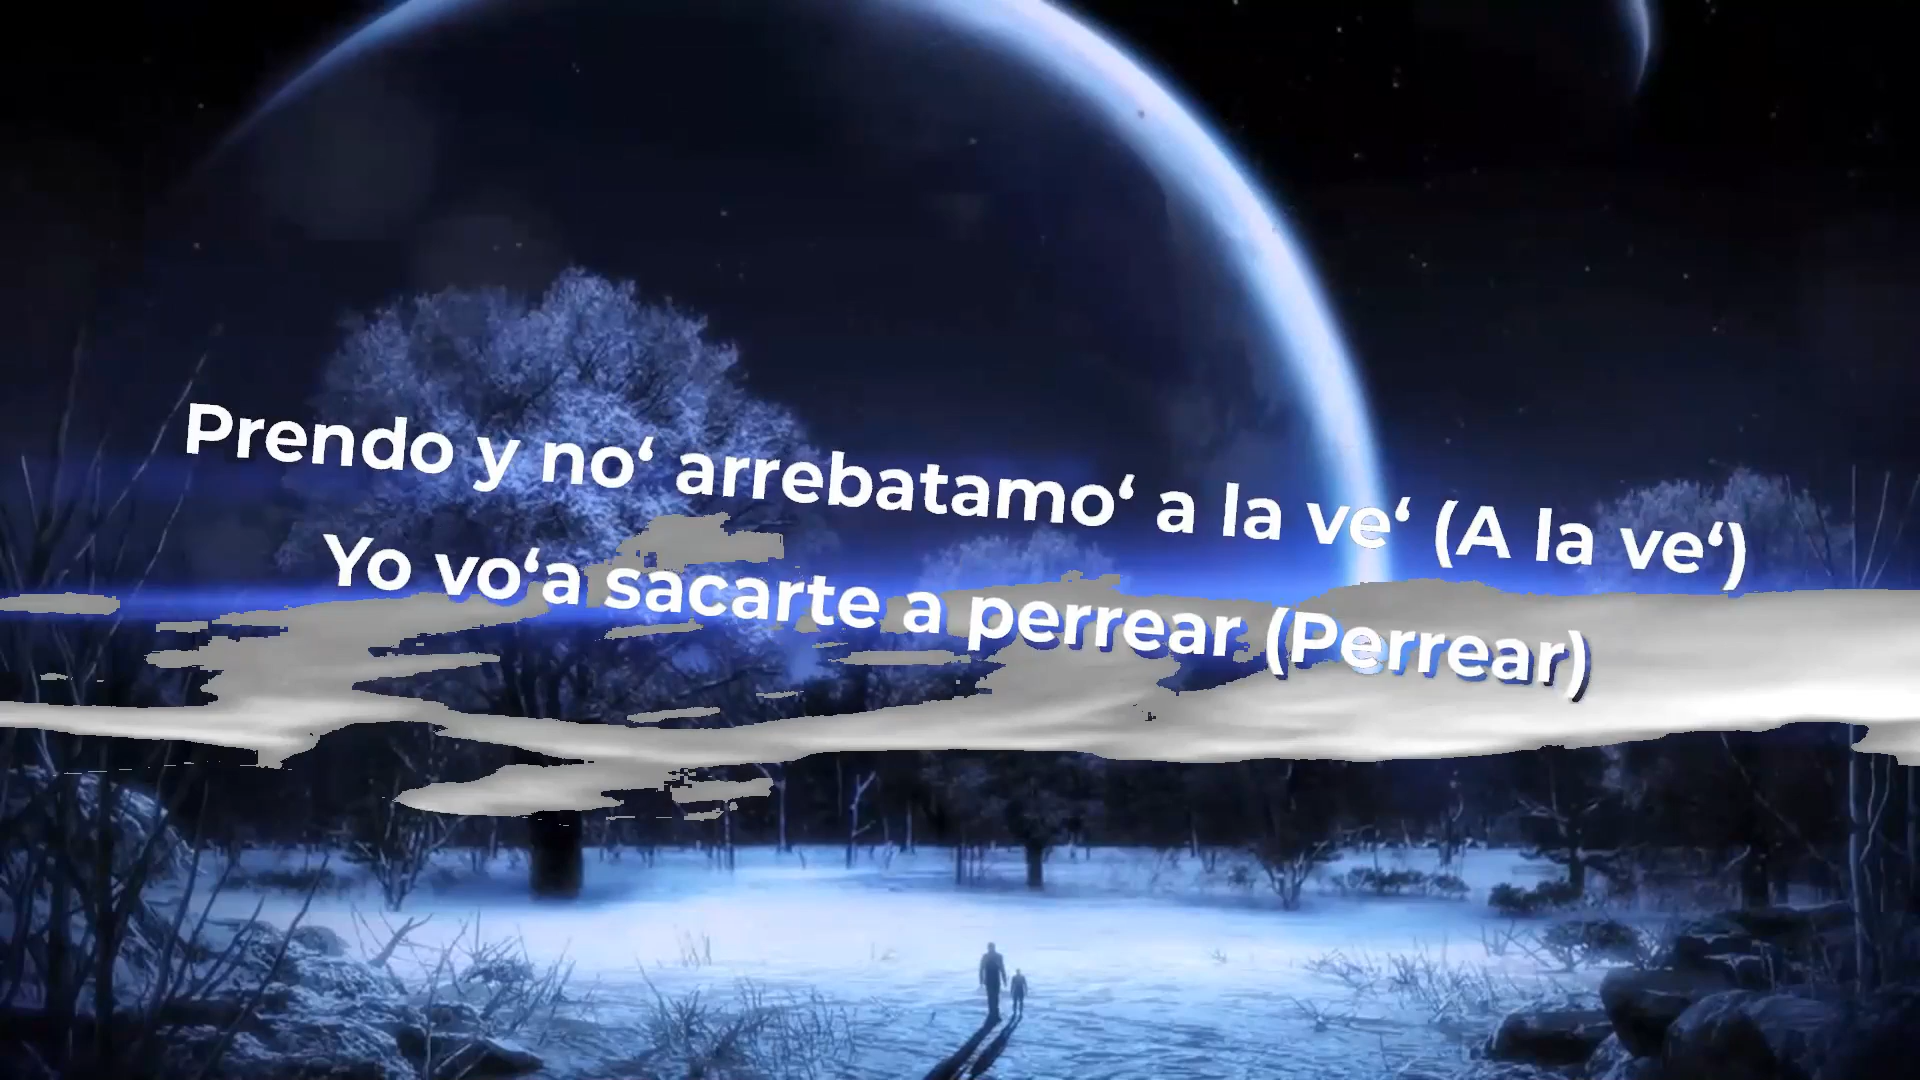 Prendo y no‘ arrebatamo‘ a la ve‘ (A la ve‘)
Yo vo‘a sacarte a perrear (Perrear)